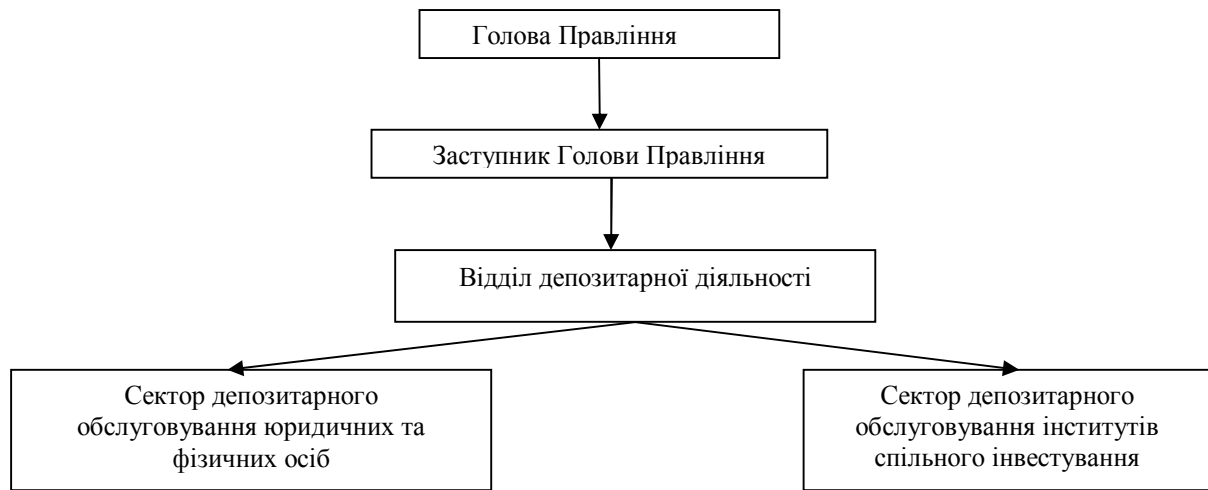 Голова Правління
Заступник Голови Правління
Відділ депозитарної діяльності
Сектор депозитарного
обслуговування юридичних та
фізичних осіб
Сектор депозитарного
обслуговування інститутів
спільного інвестування